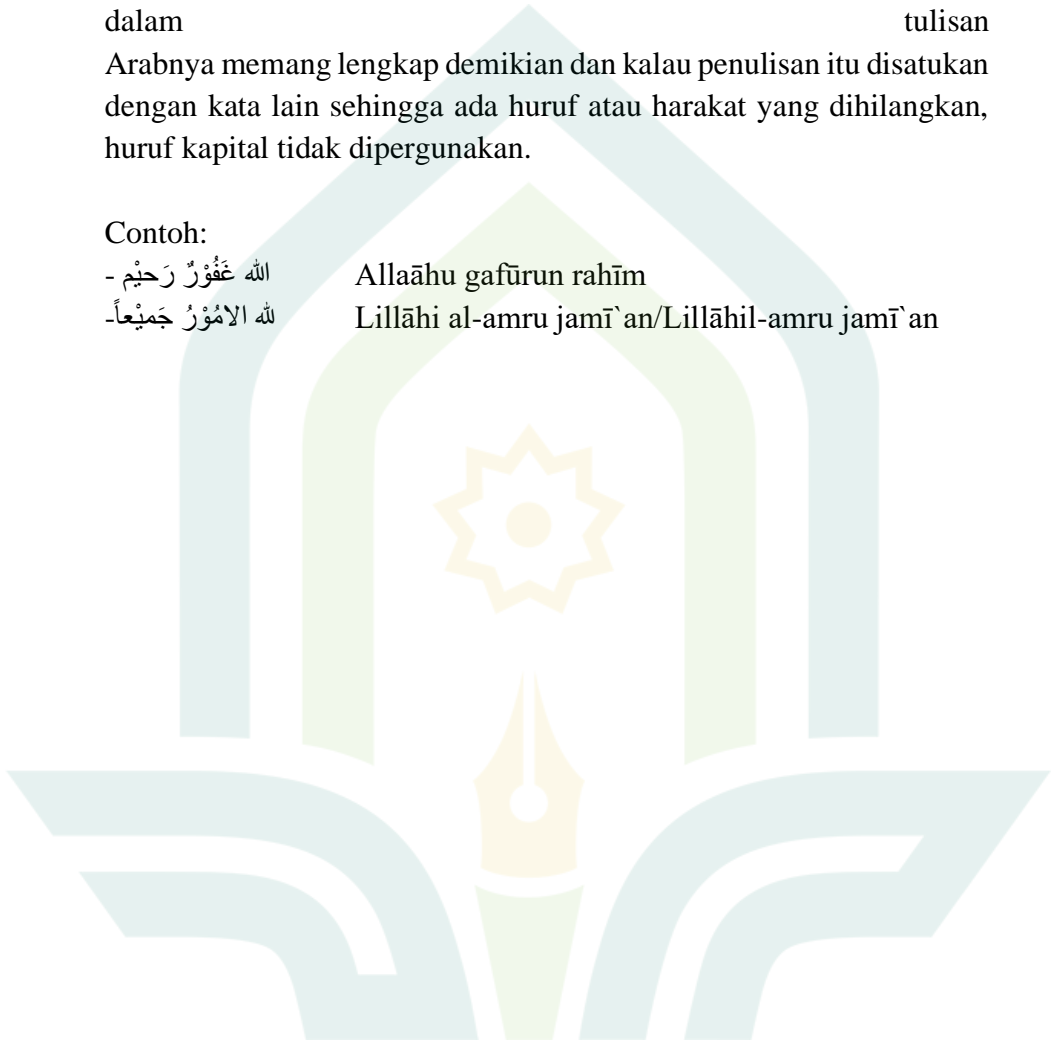 dalam tulisan
Arabnya memang lengkap demikian dan kalau penulisan itu disatukan
dengan kata lain sehingga ada huruf atau harakat yang dihilangkan,
huruf kapital tidak dipergunakan.
Contoh:
الله غَفُوْرٌ رَحيْم - Allaāhu gafūrun rahīm
لله الامُوْرُ جَميْعاً- Lillāhi al-amru jamī`an/Lillāhil-amru jamī`an